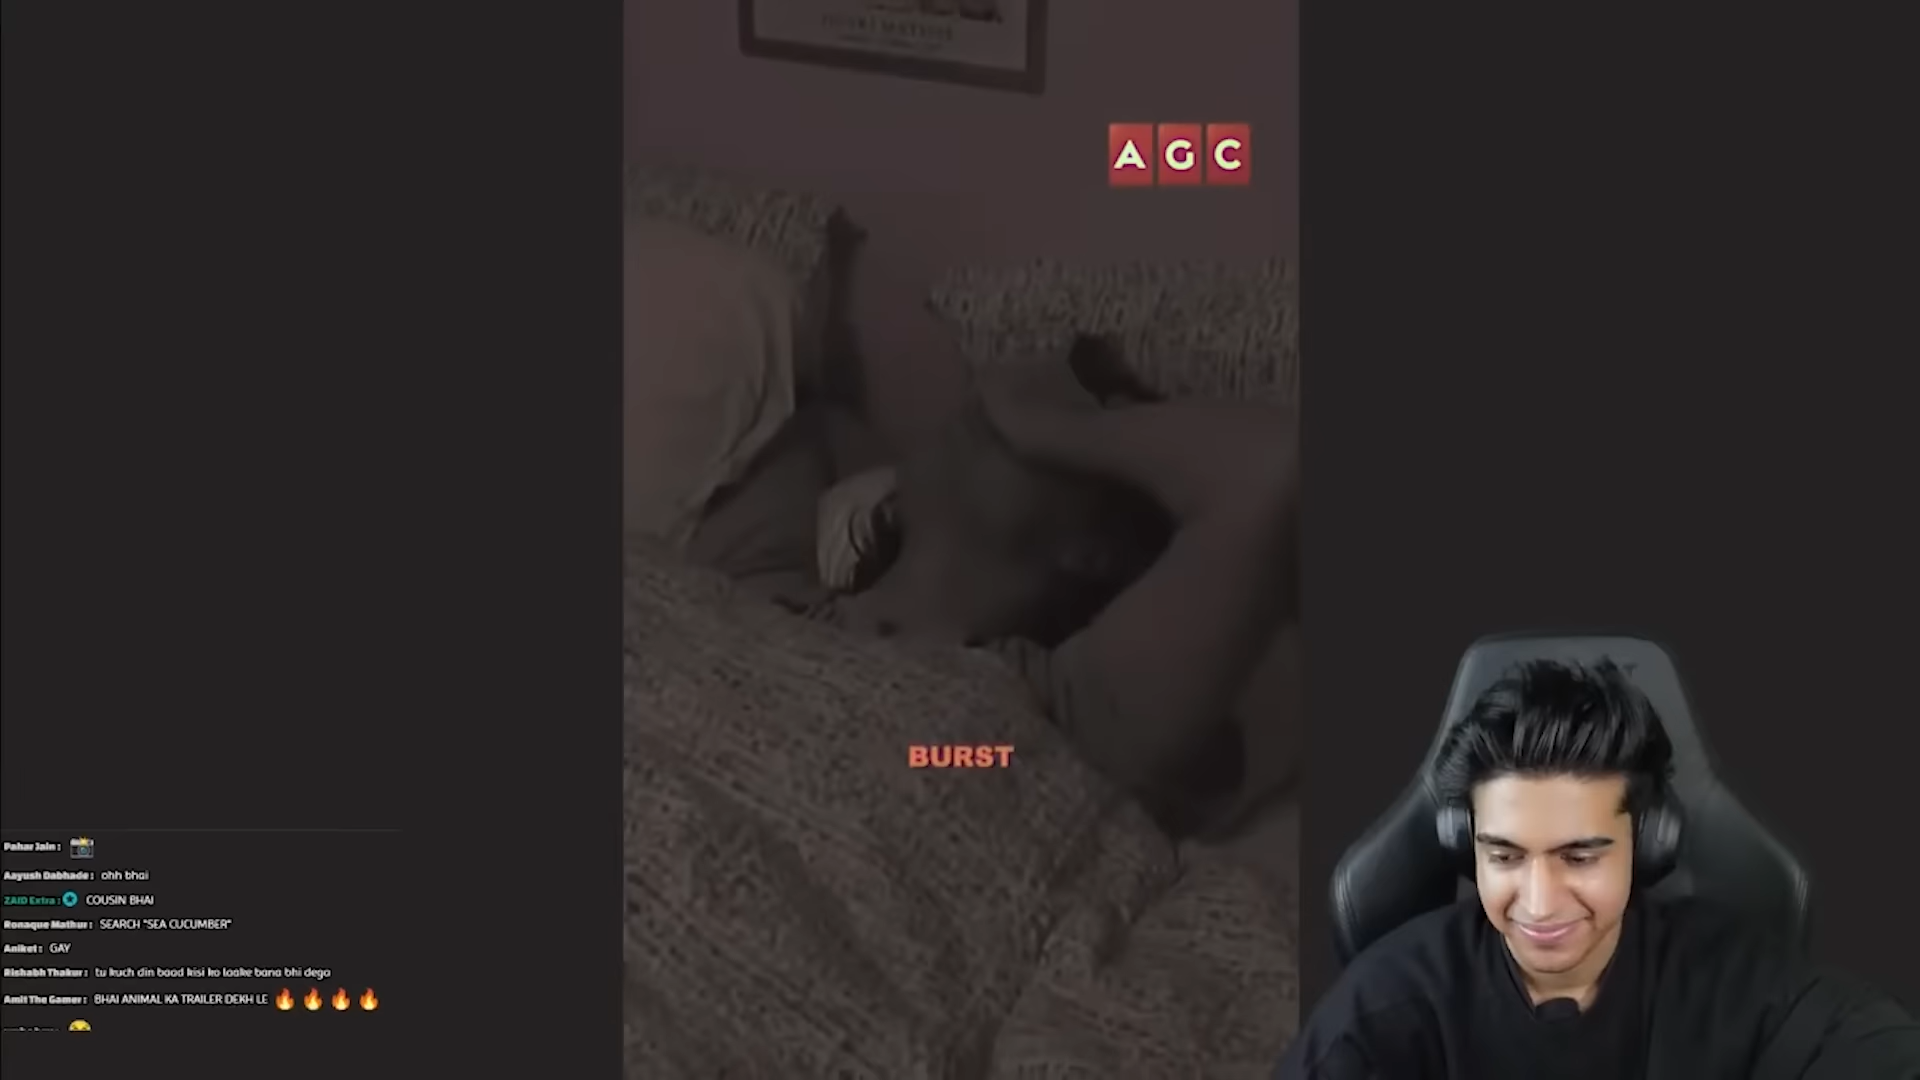 A G C
BURST
Pahar Jain :
Aayush Dabhade : ohh bhai
ZAID Extra : COUSIN BHAI
Ronaque Mathur : SEARCH "SEA CUCUMBER"
Aniket : GAY
Rishabh Thakur : tu kuch din baad kisi ko laake bana bhi dega
Amit The Gamer : BHAI ANIMAL KA TRAILER DEKH LE 🔥 🔥 🔥 🔥